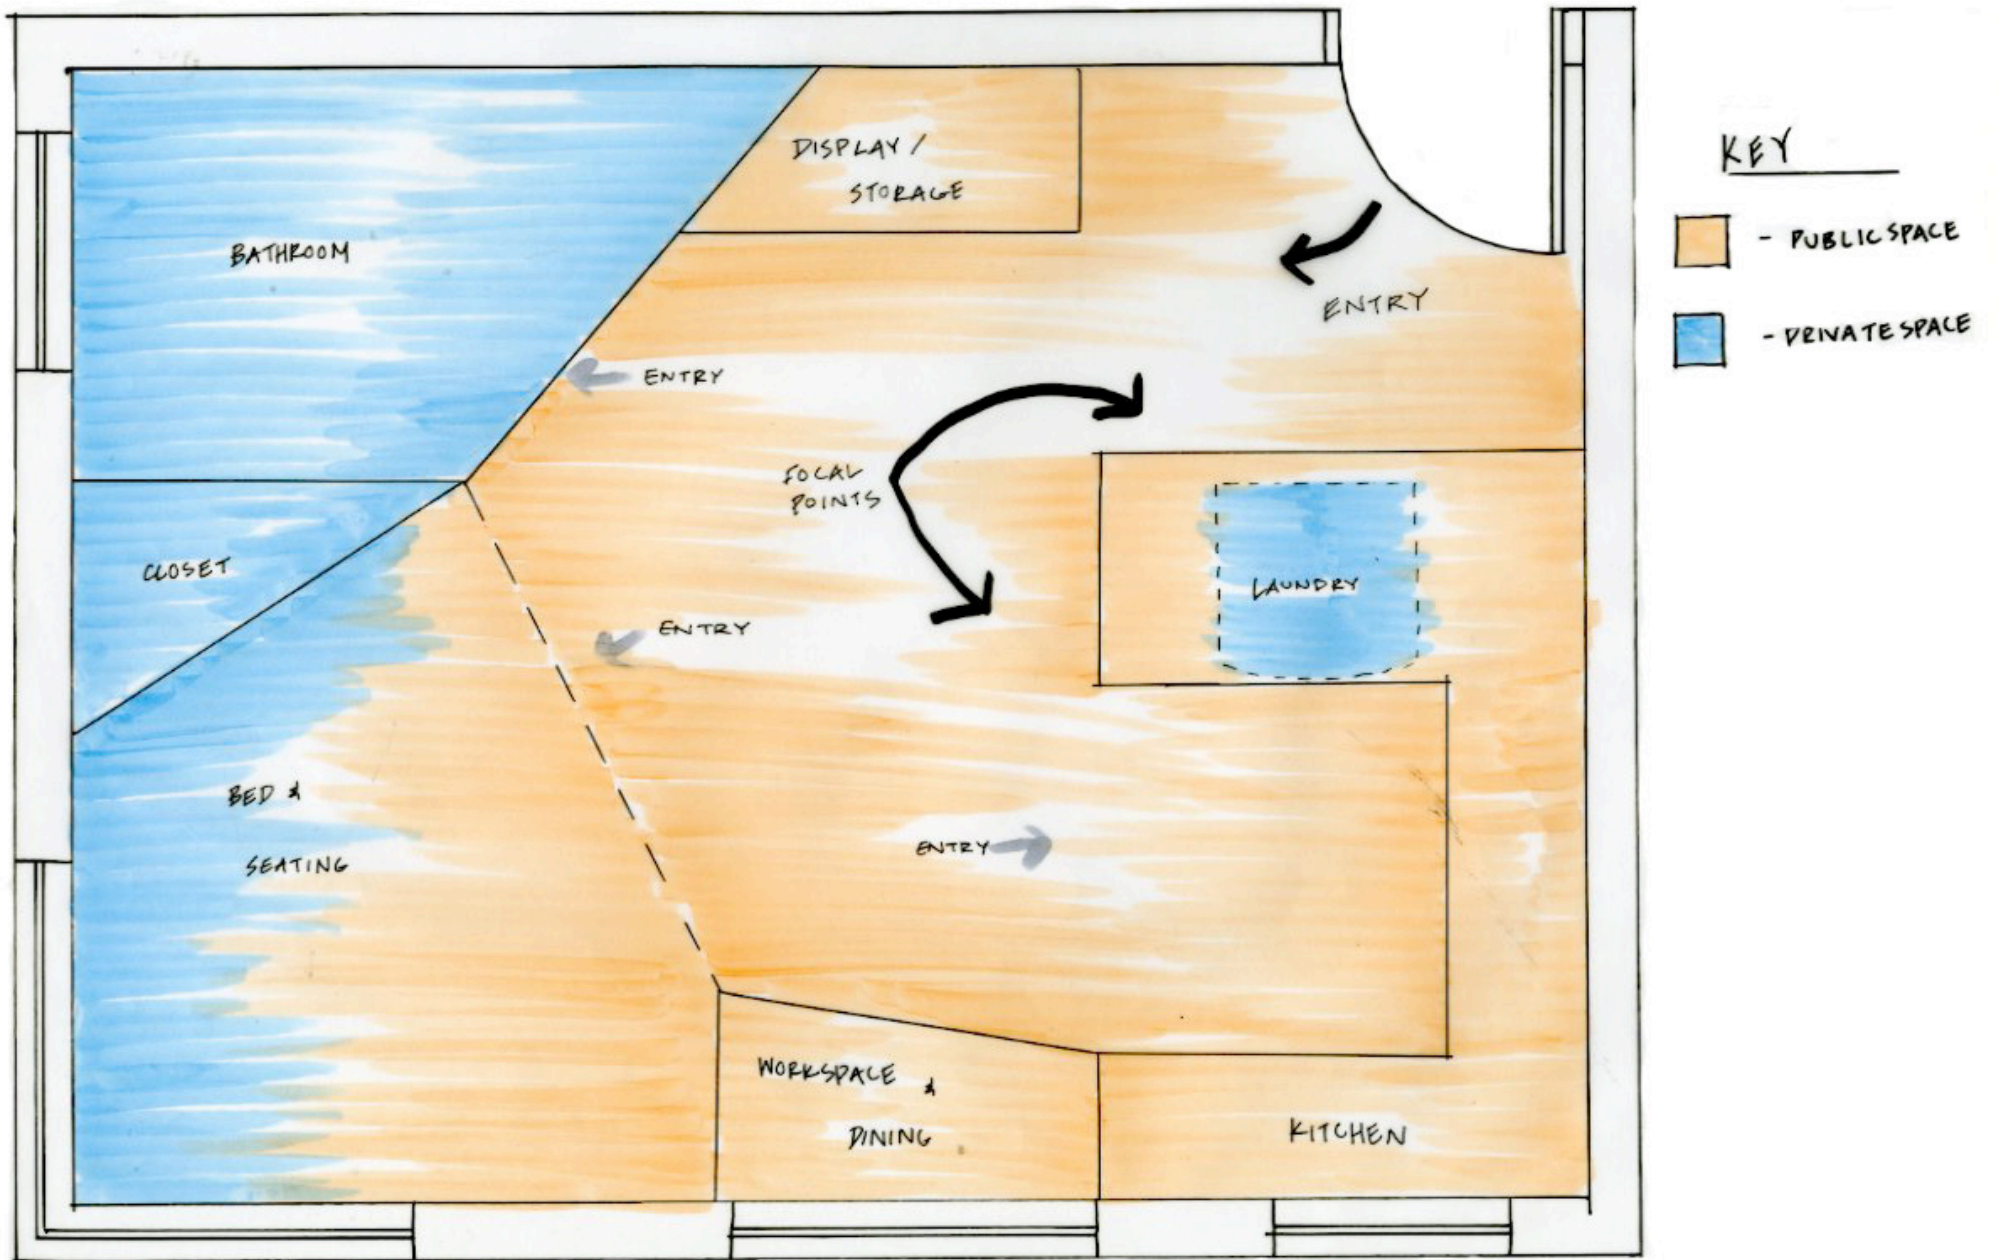 DISPLAY /
STORAGE
KEY
- PUBLIC SPACE
- PRIVATE SPACE
BATHROOM
ENTRY
ENTRY
FOCAL
POINTS
CLOSET
LAUNDRY
ENTRY
BED &
SEATING
ENTRY
WORKSPACE &
DINING
KITCHEN